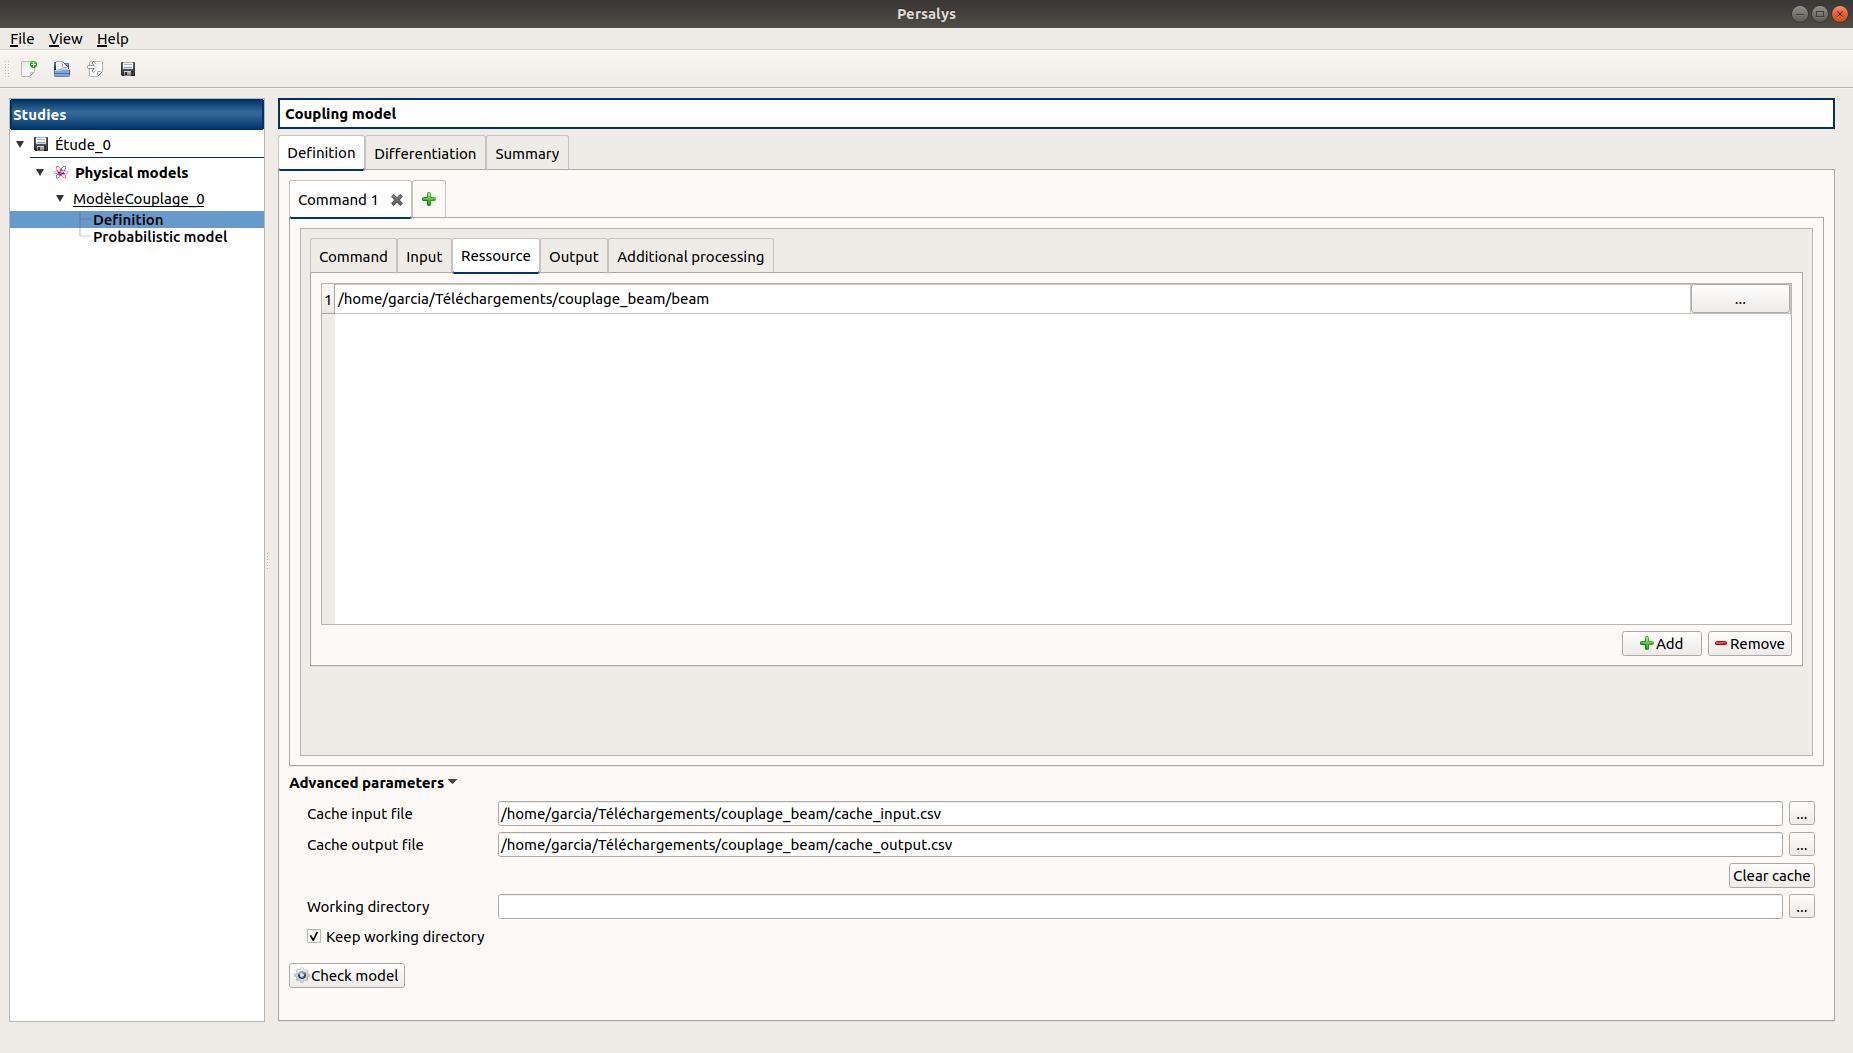 Persalys
File View Help
Studies
Étude_0
Physical models
ModèleCouplage_0
Definition
Probabilistic model
Coupling model
Definition Differentiation Summary
Command 1
Command Input Ressource Output Additional processing
1 /home/garcia/Téléchargements/couplage_beam/beam ...
Add Remove
Advanced parameters
Cache input file /home/garcia/Téléchargements/couplage_beam/cache_input.csv ...
Cache output file /home/garcia/Téléchargements/couplage_beam/cache_output.csv ...
Clear cache
Working directory ...
Keep working directory
Check model